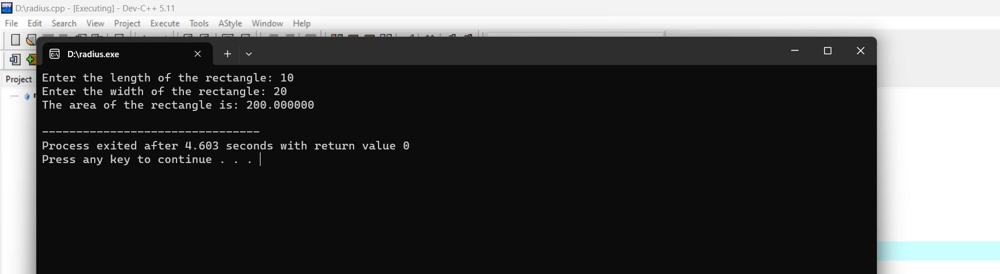 D:\radius.cpp - [Executing] - Dev-C++ 5.11
File Edit Search View Project Execute Tools AStyle Window Help
D:\radius.exe
Project
Enter the length of the rectangle: 10
Enter the width of the rectangle: 20
The area of the rectangle is: 200.000000
--------------------------------
Process exited after 4.603 seconds with return value 0
Press any key to continue . . .